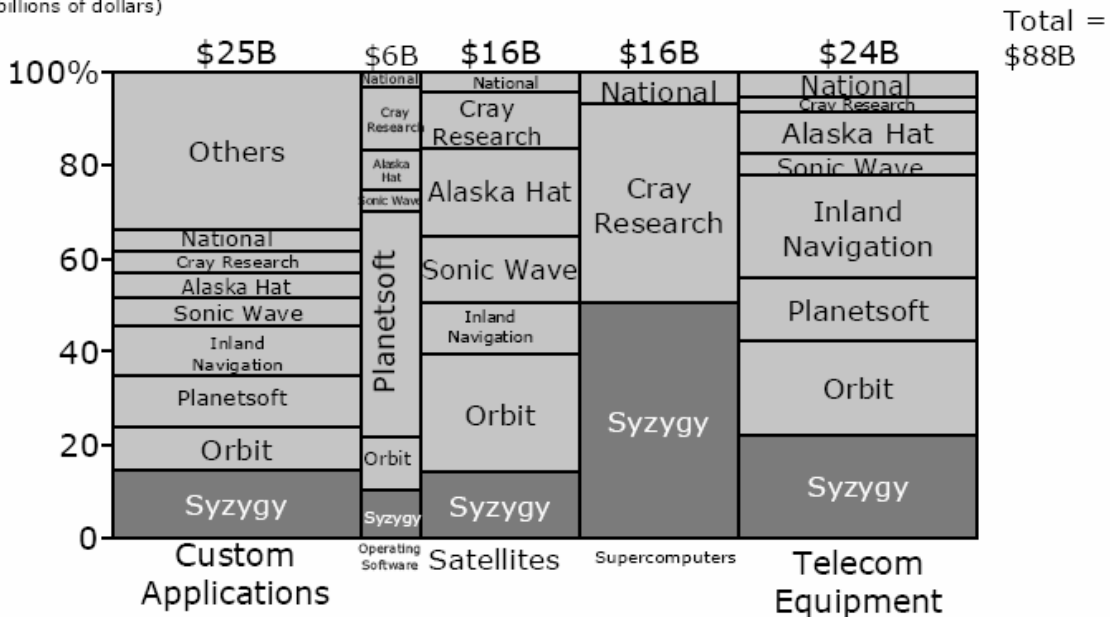 billions of dollars)
Total =
$88B
$25B
$6B
$16B
$16B
$24B
100%
80
60
40
20
0
Others
National
Cray Research
Alaska Hat
Sonic Wave
Inland
Navigation
Planetsoft
Orbit
Syzygy
National
Cray
Research
Alaska
Hat
Sonic Wave
Planetsoft
Orbit
Syzygy
National
Cray
Research
Alaska Hat
Sonic Wave
Inland
Navigation
Orbit
Syzygy
National
Cray
Research
Syzygy
National
Cray Research
Alaska Hat
Sonic Wave
Inland
Navigation
Planetsoft
Orbit
Syzygy
Custom
Applications
Operating
Software
Satellites
Supercomputers
Telecom
Equipment